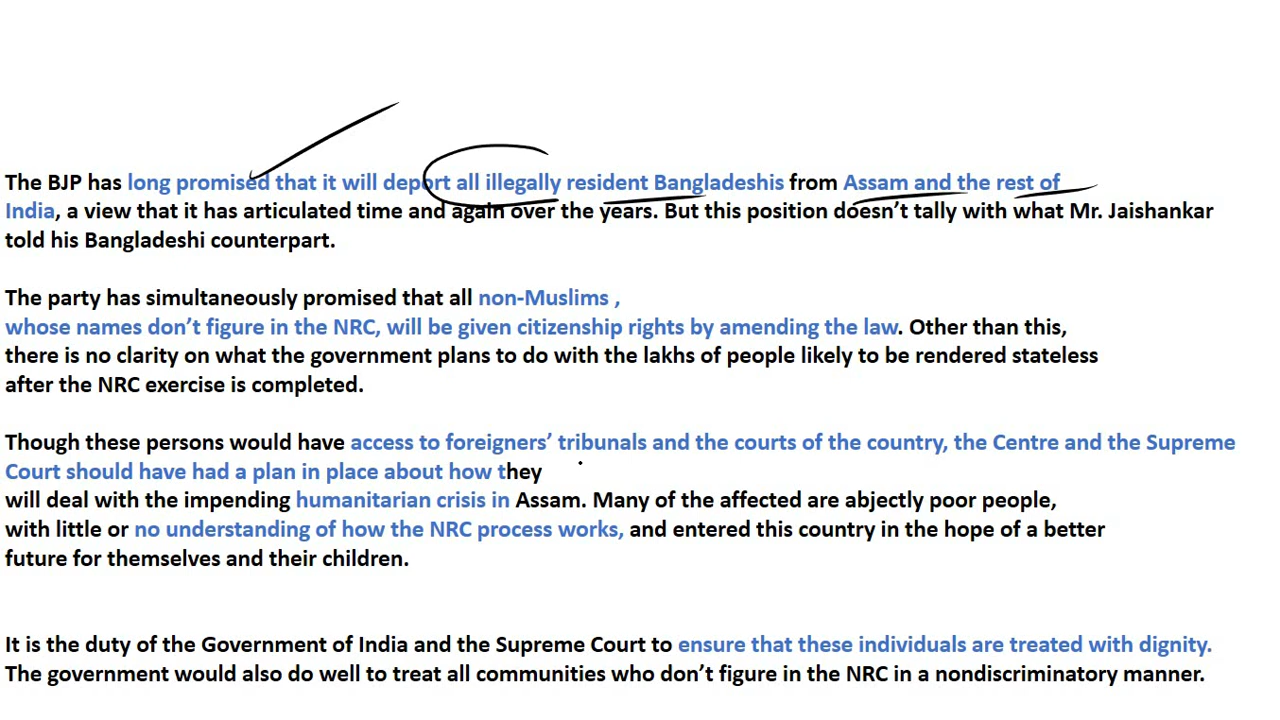 The BJP has long promised that it will deport all illegally resident Bangladeshis from Assam and the rest of
India, a view that it has articulated time and again over the years. But this position doesn’t tally with what Mr. Jaishankar
told his Bangladeshi counterpart.
The party has simultaneously promised that all non-Muslims ,
whose names don’t figure in the NRC, will be given citizenship rights by amending the law. Other than this,
there is no clarity on what the government plans to do with the lakhs of people likely to be rendered stateless
after the NRC exercise is completed.
Though these persons would have access to foreigners’ tribunals and the courts of the country, the Centre and the Supreme
Court should have had a plan in place about how they
will deal with the impending humanitarian crisis in Assam. Many of the affected are abjectly poor people,
with little or no understanding of how the NRC process works, and entered this country in the hope of a better
future for themselves and their children.
It is the duty of the Government of India and the Supreme Court to ensure that these individuals are treated with dignity.
The government would also do well to treat all communities who don’t figure in the NRC in a nondiscriminatory manner.